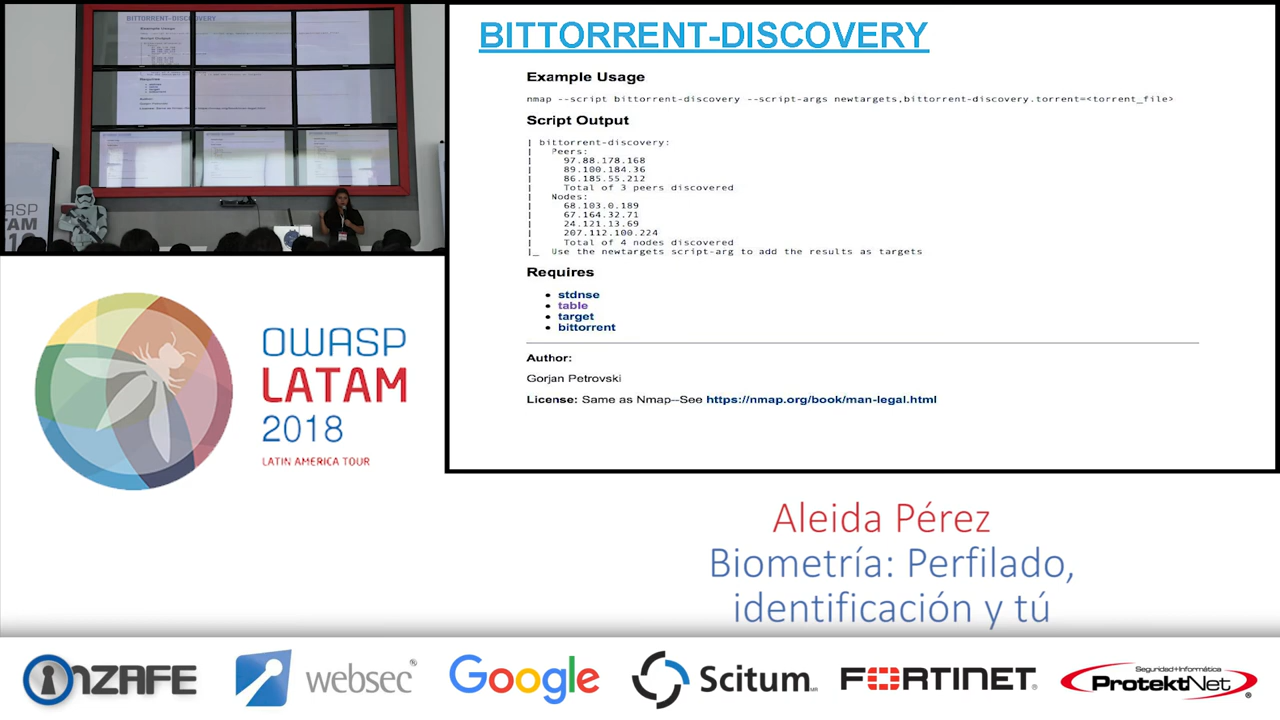 BITTORRENT-DISCOVERY
Example Usage
nmap --script bittorrent-discovery --script-args newtargets,bittorrent-discovery.torrent=<torrent_file>
Script Output
| bittorrent-discovery:
|   Peers:
|     97.88.178.168
|     89.100.184.36
|     86.185.55.212
|     Total of 3 peers discovered
|   Nodes:
|     68.103.0.189
|     67.164.32.71
|     24.121.13.69
|     207.112.100.224
|     Total of 4 nodes discovered
|_  Use the newtargets script-arg to add the results as targets
Requires
• stdnse
• table
• target
• bittorrent
Author:
Gorjan Petrovski
License: Same as Nmap--See https://nmap.org/book/man-legal.html
OWASP
LATAM
2018
LATIN AMERICA TOUR
Aleida Pérez
Biometría: Perfilado,
identificación y tú
INZAFE
websec®
Google
Scitum MR
FORTINET®
Seguridad+Informática
ProtektNet®